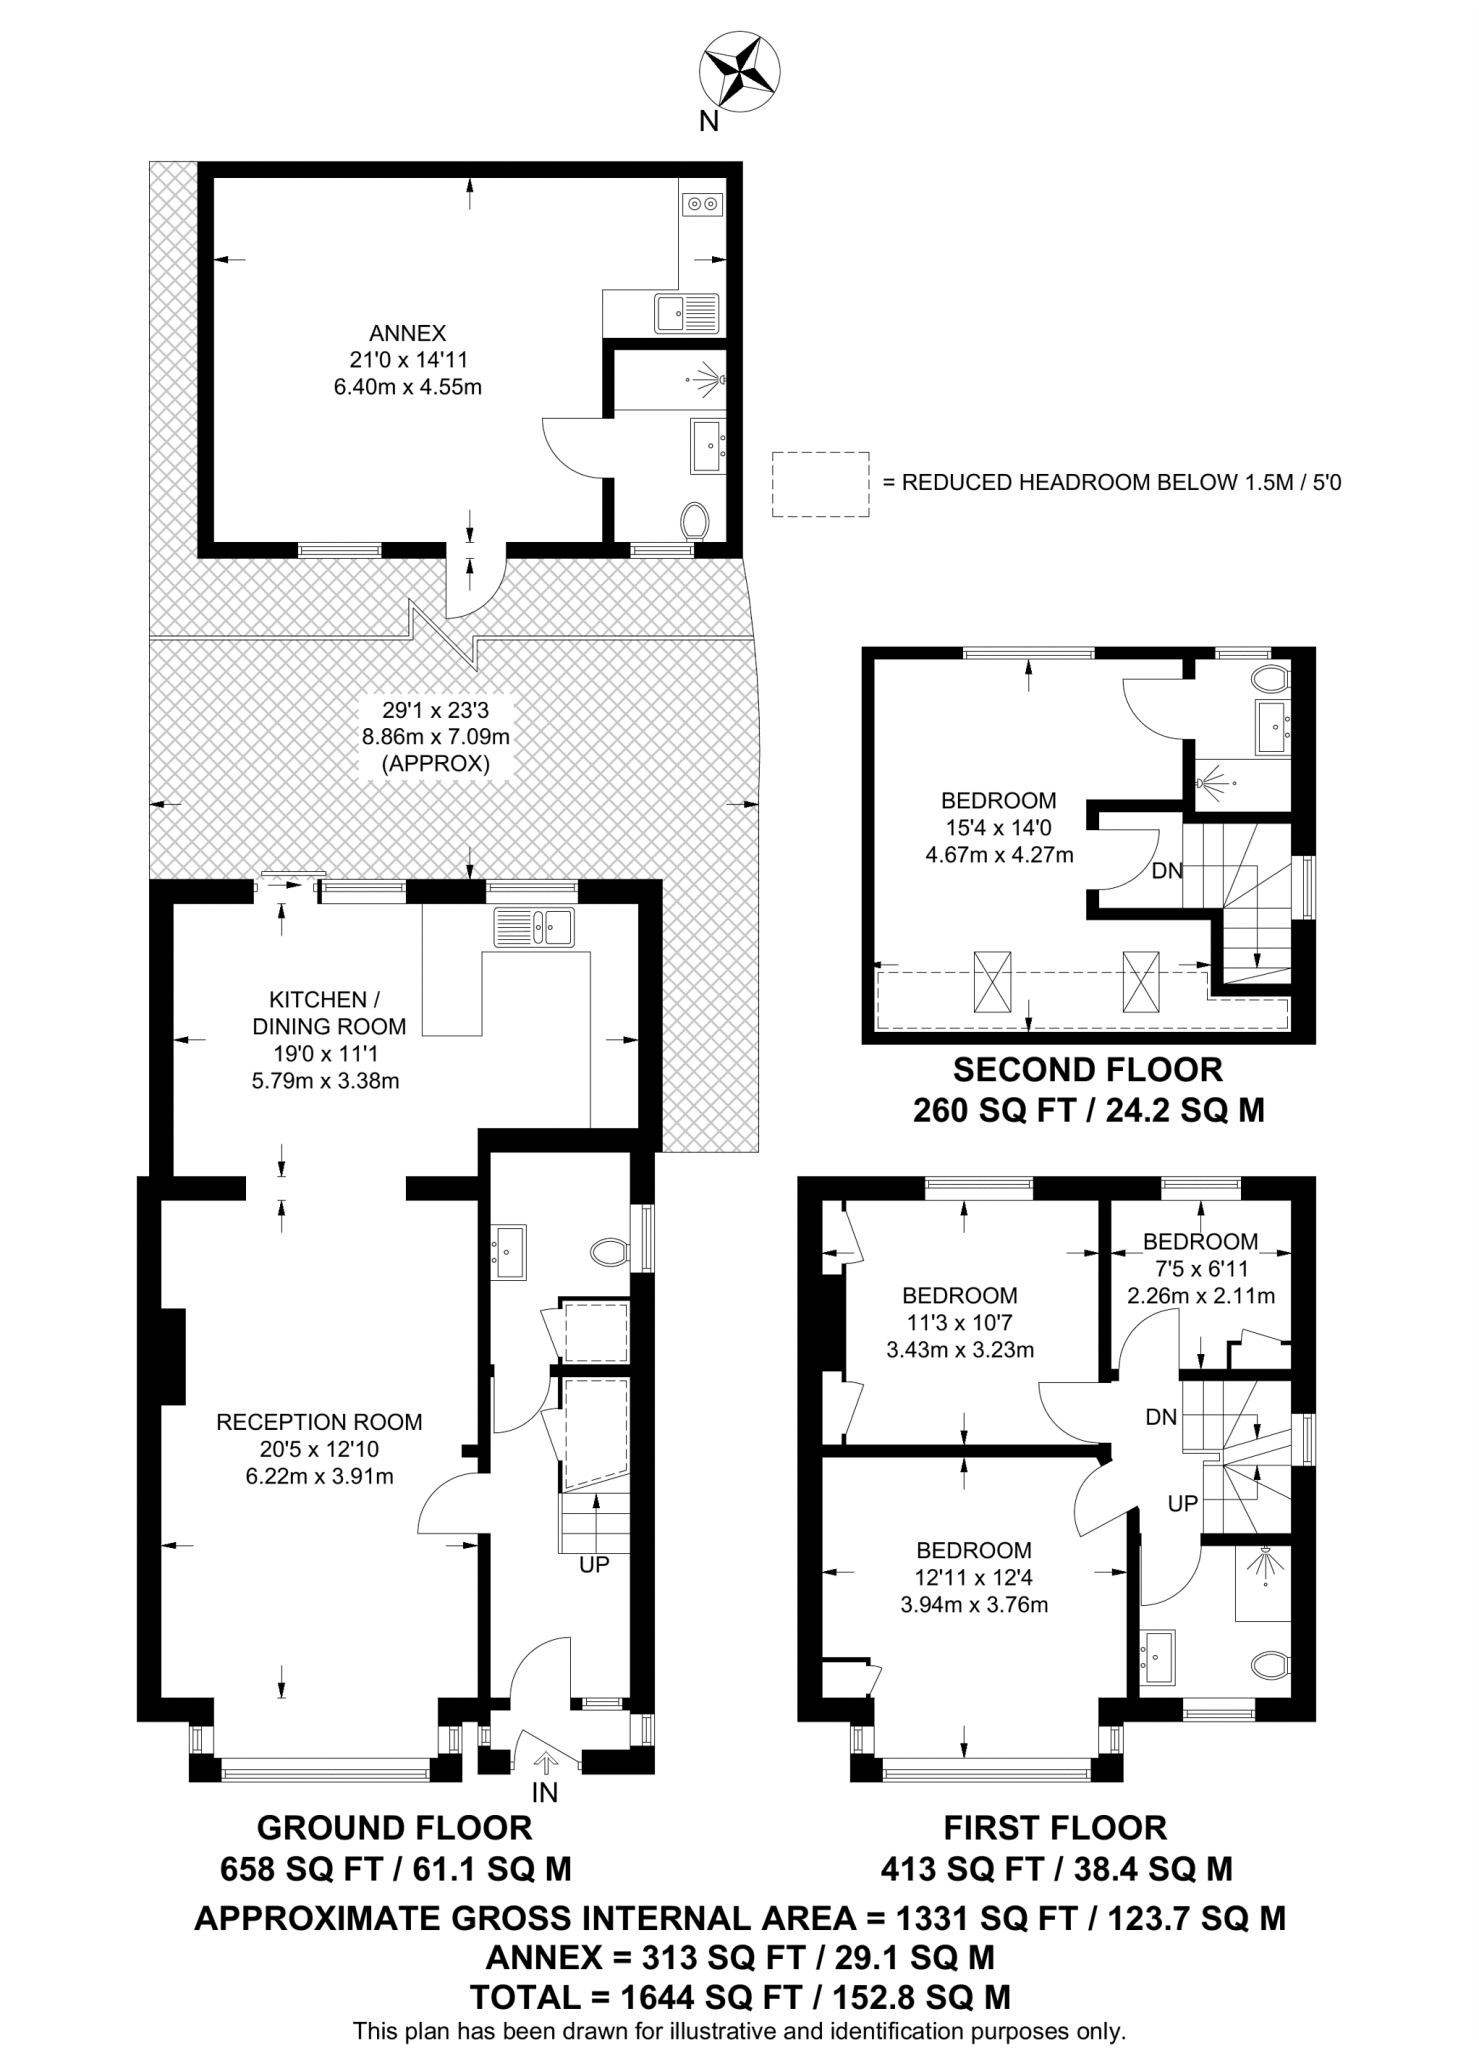 N
ANNEX
21'0 x 14'11
6.40m x 4.55m
= REDUCED HEADROOM BELOW 1.5M / 5'0
29'1 x 23'3
8.86m x 7.09m
(APPROX)
BEDROOM
15'4 x 14'0
4.67m x 4.27m
DN
SECOND FLOOR
260 SQ FT / 24.2 SQ M
KITCHEN /
DINING ROOM
19'0 x 11'1
5.79m x 3.38m
RECEPTION ROOM
20'5 x 12'10
6.22m x 3.91m
UP
IN
GROUND FLOOR
658 SQ FT / 61.1 SQ M
BEDROOM
11'3 x 10'7
3.43m x 3.23m
BEDROOM
7'5 x 6'11
2.26m x 2.11m
DN
UP
BEDROOM
12'11 x 12'4
3.94m x 3.76m
FIRST FLOOR
413 SQ FT / 38.4 SQ M
APPROXIMATE GROSS INTERNAL AREA = 1331 SQ FT / 123.7 SQ M
ANNEX = 313 SQ FT / 29.1 SQ M
TOTAL = 1644 SQ FT / 152.8 SQ M
This plan has been drawn for illustrative and identification purposes only.